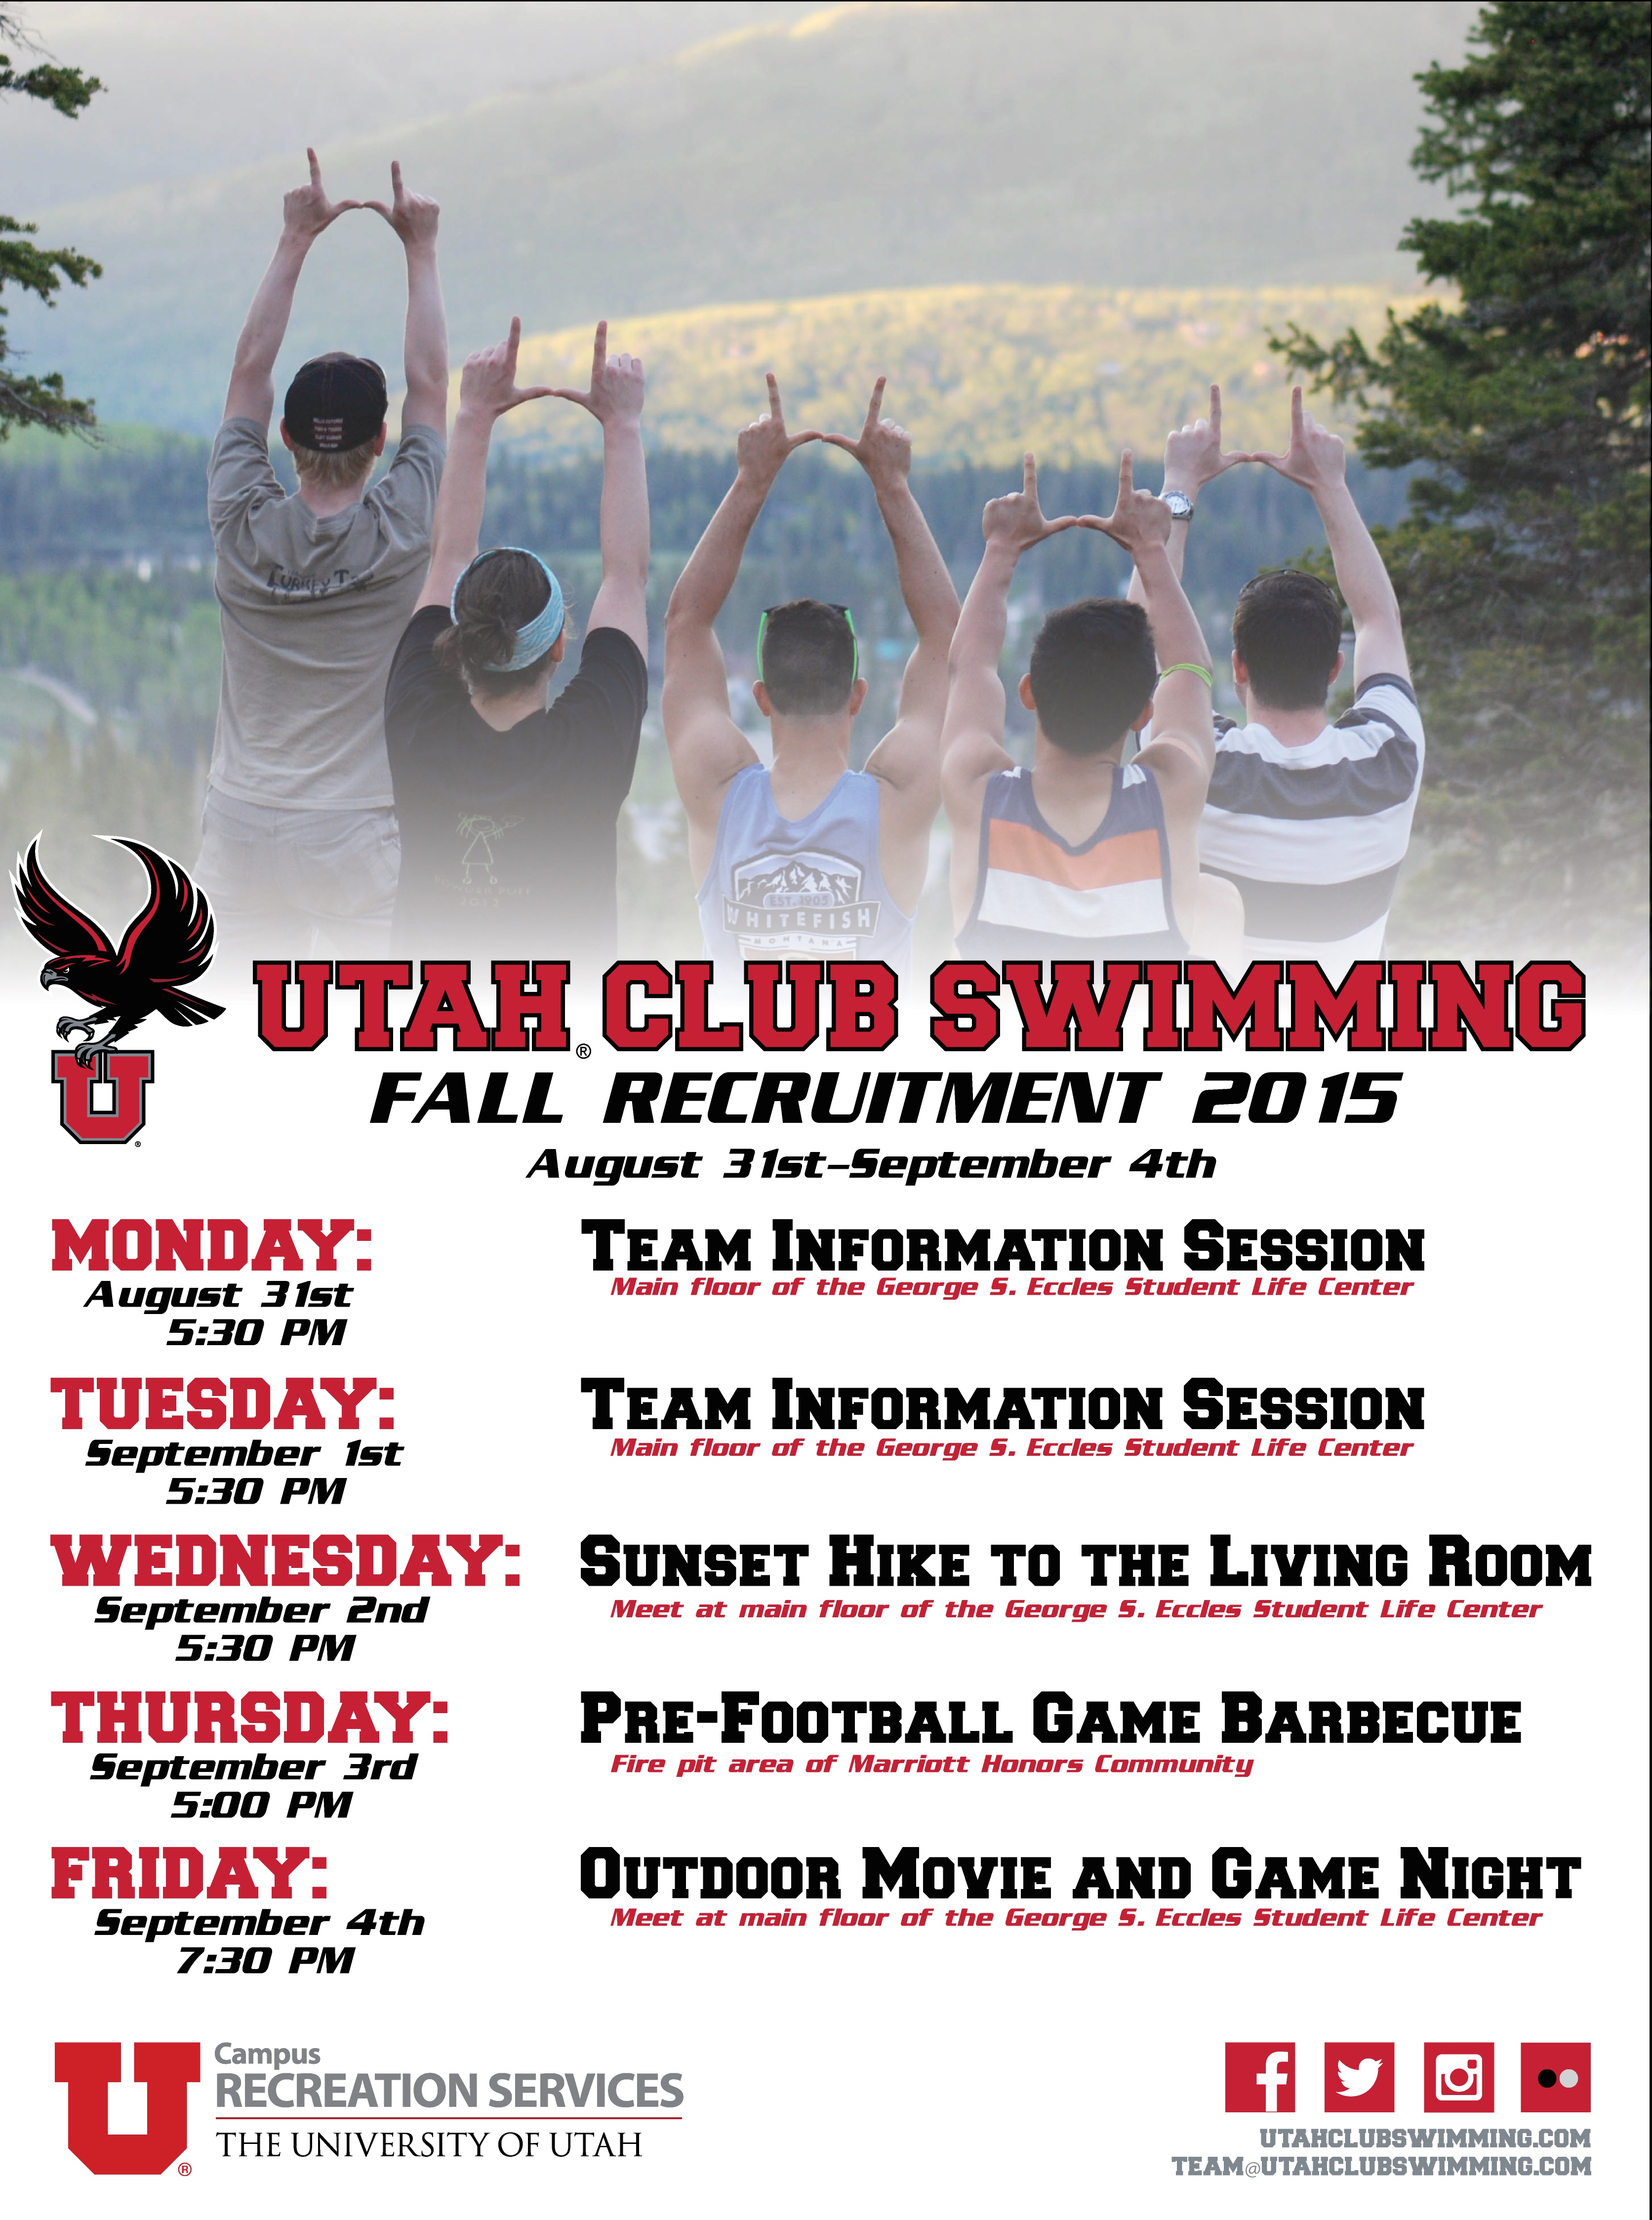 EST. 1905
WHITEFISH
MONTANA
UTAH CLUB SWIMMING
®
U
®
FALL RECRUITMENT 2015
August 31st-September 4th
MONDAY:
August 31st
5:30 PM
TEAM INFORMATION SESSION
Main floor of the George S. Eccles Student Life Center
TUESDAY:
September 1st
5:30 PM
TEAM INFORMATION SESSION
Main floor of the George S. Eccles Student Life Center
WEDNESDAY:
September 2nd
5:30 PM
SUNSET HIKE TO THE LIVING ROOM
Meet at main floor of the George S. Eccles Student Life Center
THURSDAY:
September 3rd
5:00 PM
PRE-FOOTBALL GAME BARBECUE
Fire pit area of Marriott Honors Community
FRIDAY:
September 4th
7:30 PM
OUTDOOR MOVIE AND GAME NIGHT
Meet at main floor of the George S. Eccles Student Life Center
U
®
Campus
RECREATION SERVICES
THE UNIVERSITY OF UTAH
f
UTAHCLUBSWIMMING.COM
TEAM@UTAHCLUBSWIMMING.COM